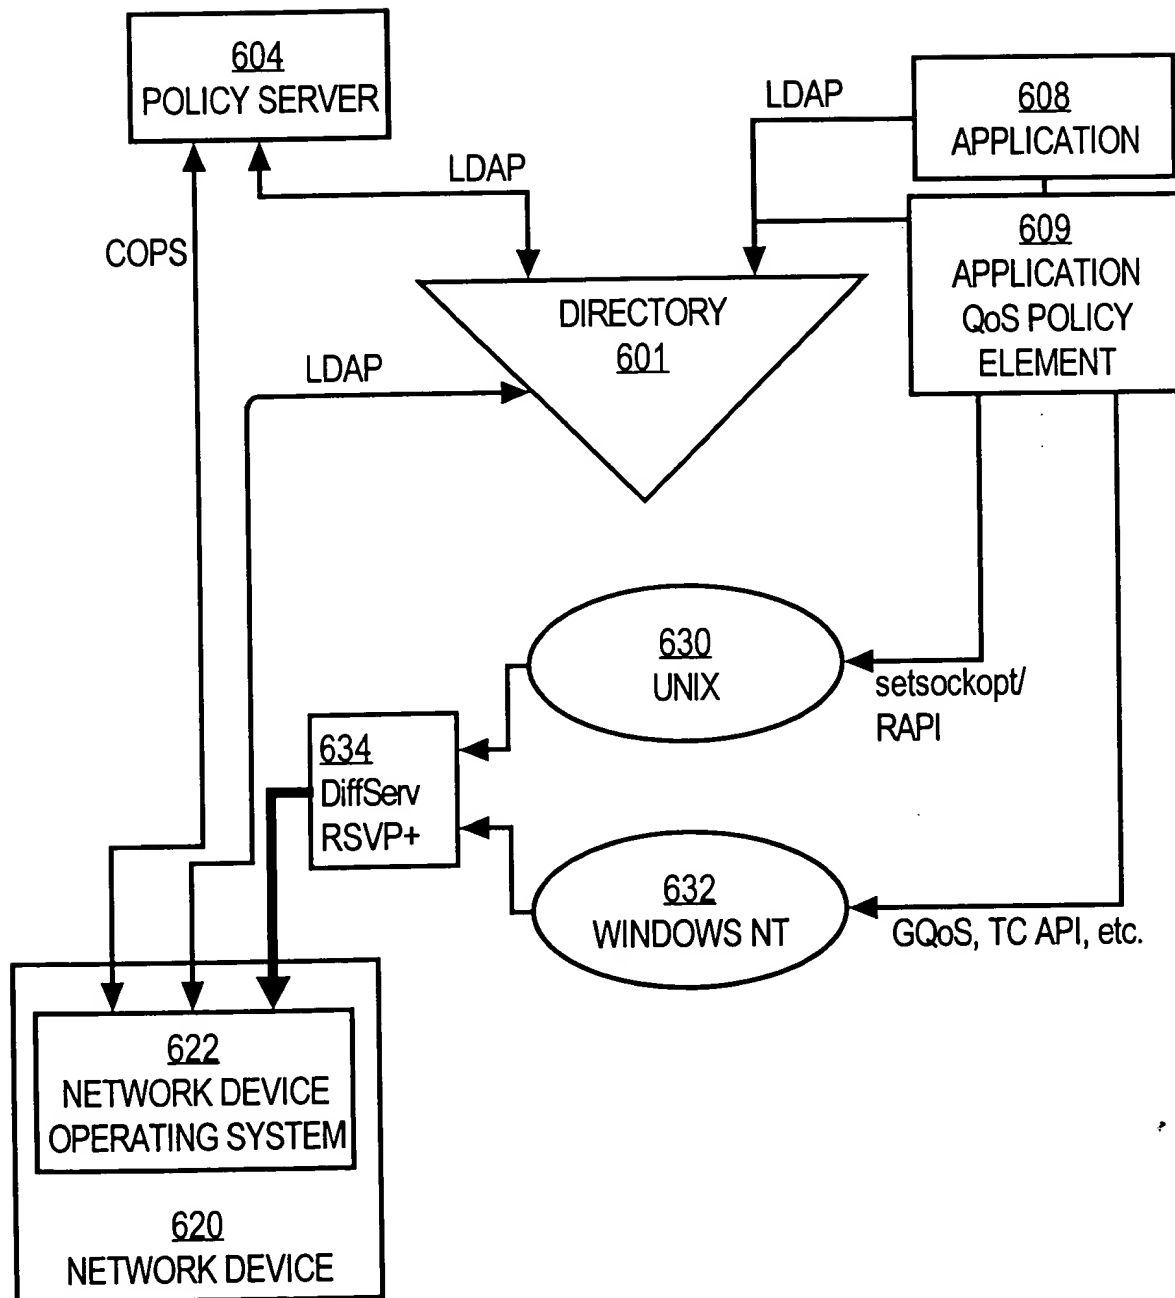 604
POLICY SERVER
LDAP
608
APPLICATION
LDAP
COPS
609
APPLICATION
QoS POLICY
ELEMENT
DIRECTORY
601
LDAP
630
UNIX
setsockopt/
RAPI
634
DiffServ
RSVP+
632
WINDOWS NT
GQoS, TC API, etc.
622
NETWORK DEVICE
OPERATING SYSTEM
620
NETWORK DEVICE